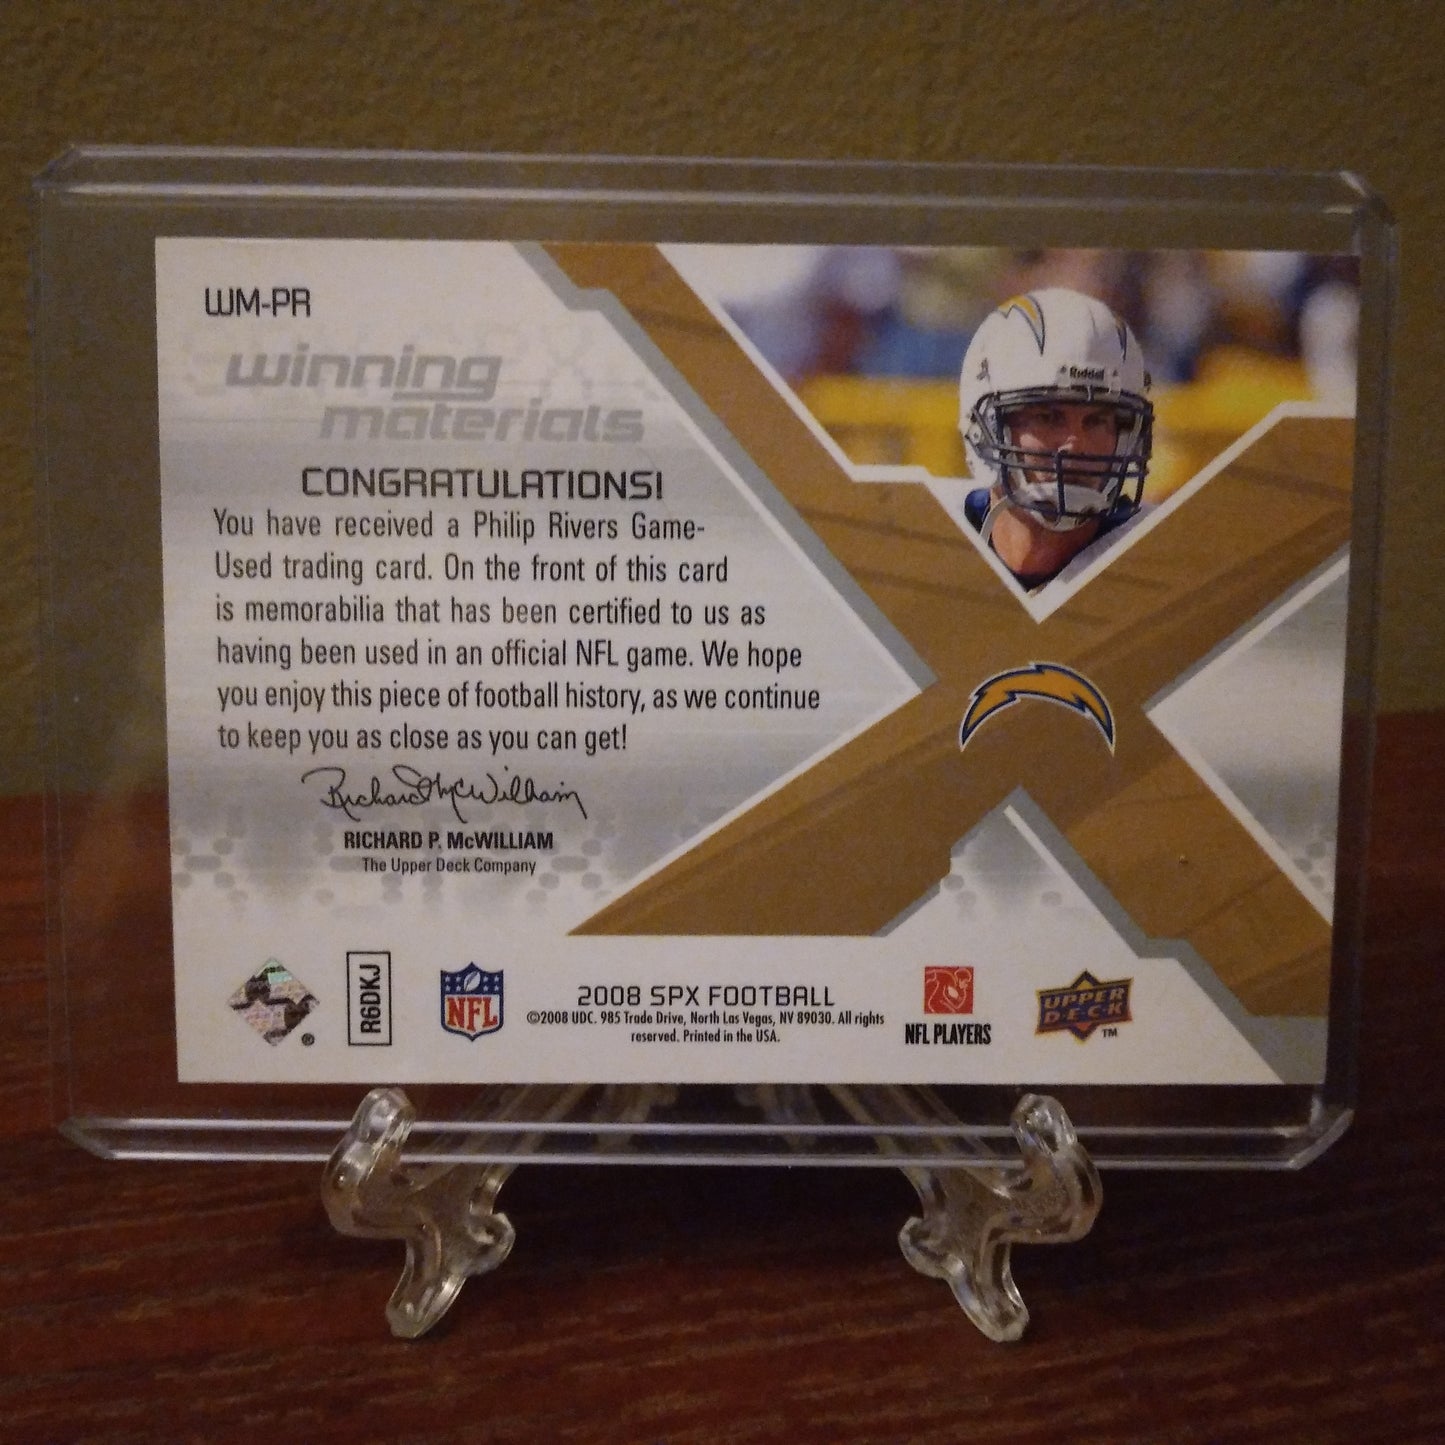 WM-PR
winning
materials
CONGRATULATIONS!
You have received a Philip Rivers Game-
Used trading card. On the front of this card
is memorabilia that has been certified to us as
having been used in an official NFL game. We hope
you enjoy this piece of football history, as we continue
to keep you as close as you can get!
Richard McWilliam
RICHARD P. McWILLIAM
The Upper Deck Company
Riddell
®
R6DKJ
NFL
2008 SPX FOOTBALL
©2008 UDC. 985 Trade Drive, North Las Vegas, NV 89030. All rights
reserved. Printed in the USA.
NFL PLAYERS
UPPER
DECK
TM